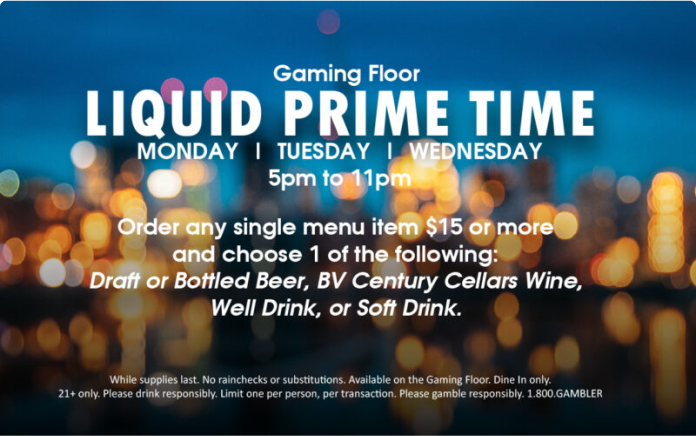 Gaming Floor
LIQUID PRIME TIME
MONDAY | TUESDAY | WEDNESDAY
5pm to 11pm
Order any single menu item $15 or more
and choose 1 of the following:
Draft or Bottled Beer, BV Century Cellars Wine,
Well Drink, or Soft Drink.
While supplies last. No rainchecks or substitutions. Available on the Gaming Floor. Dine In only.
21+ only. Please drink responsibly. Limit one per person, per transaction. Please gamble responsibly. 1.800.GAMBLER